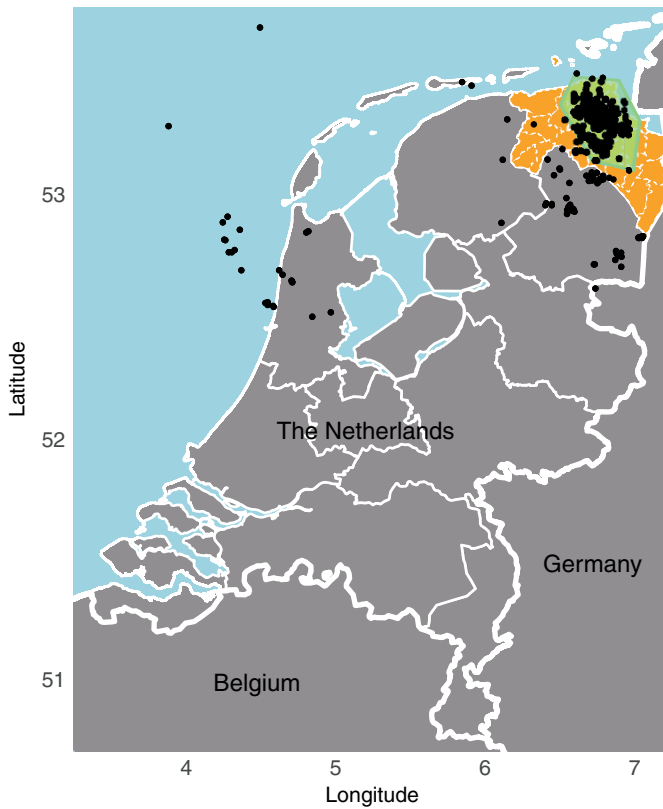 53
Latitude
52
The Netherlands
Germany
51
Belgium
4
5
6
7
Longitude